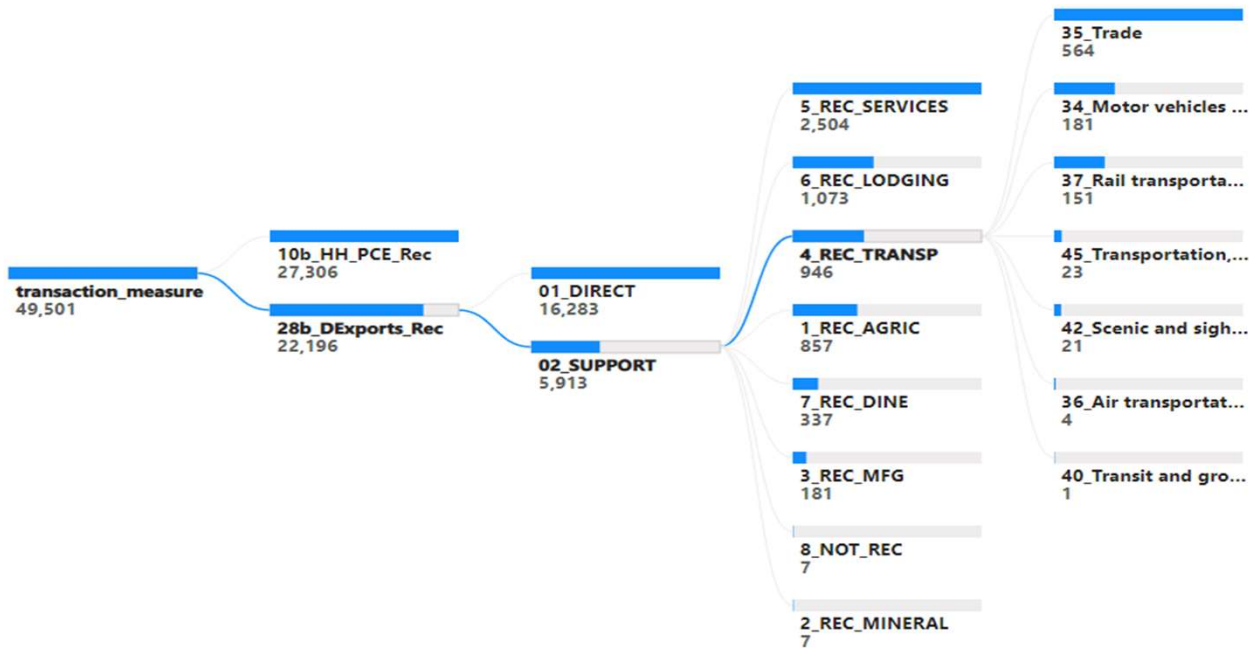 transaction_measure
49,501
10b_HH_PCE_Rec
27,306
28b_DExports_Rec
22,196
01_DIRECT
16,283
02_SUPPORT
5,913
5_REC_SERVICES
2,504
6_REC_LODGING
1,073
4_REC_TRANSP
946
1_REC_AGRIC
857
7_REC_DINE
337
3_REC_MFG
181
8_NOT_REC
7
2_REC_MINERAL
7
35_Trade
564
34_Motor vehicles ...
181
37_Rail transporta...
151
45_Transportation,...
23
42_Scenic and sigh...
21
36_Air transportat...
4
40_Transit and gro...
1